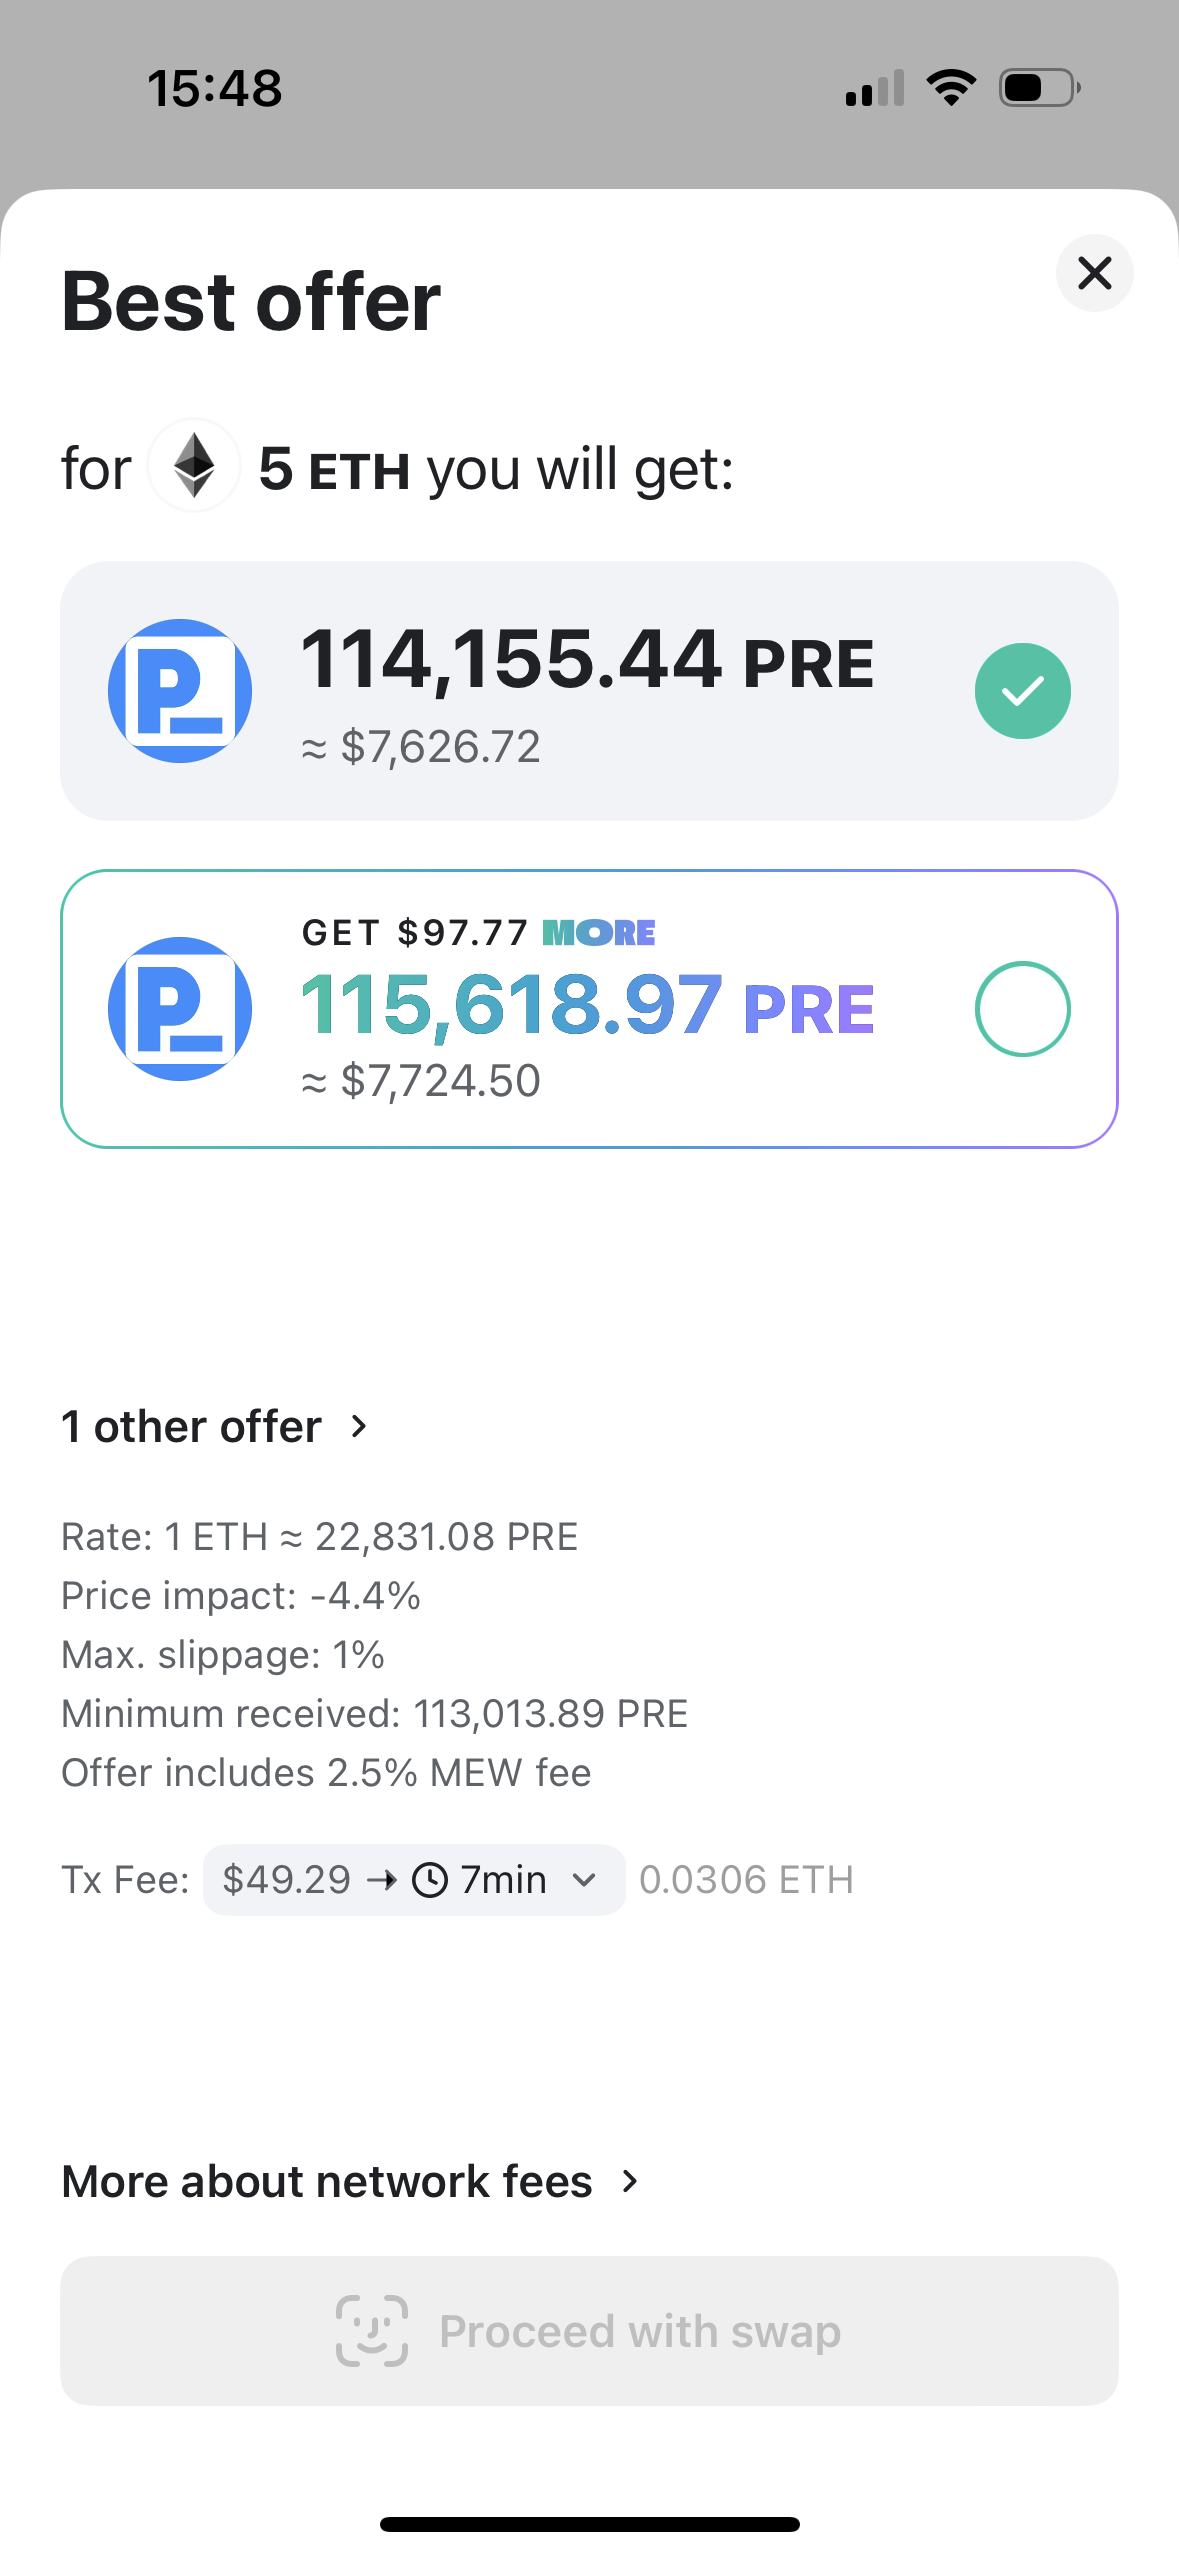 15:48
Best offer
for 5 ETH you will get:
114,155.44 PRE
≈ $7,626.72
GET $97.77 MORE
115,618.97 PRE
≈ $7,724.50
1 other offer
Rate: 1 ETH ≈ 22,831.08 PRE
Price impact: -4.4%
Max. slippage: 1%
Minimum received: 113,013.89 PRE
Offer includes 2.5% MEW fee
Tx Fee: $49.29 → 7min 0.0306 ETH
More about network fees
Proceed with swap